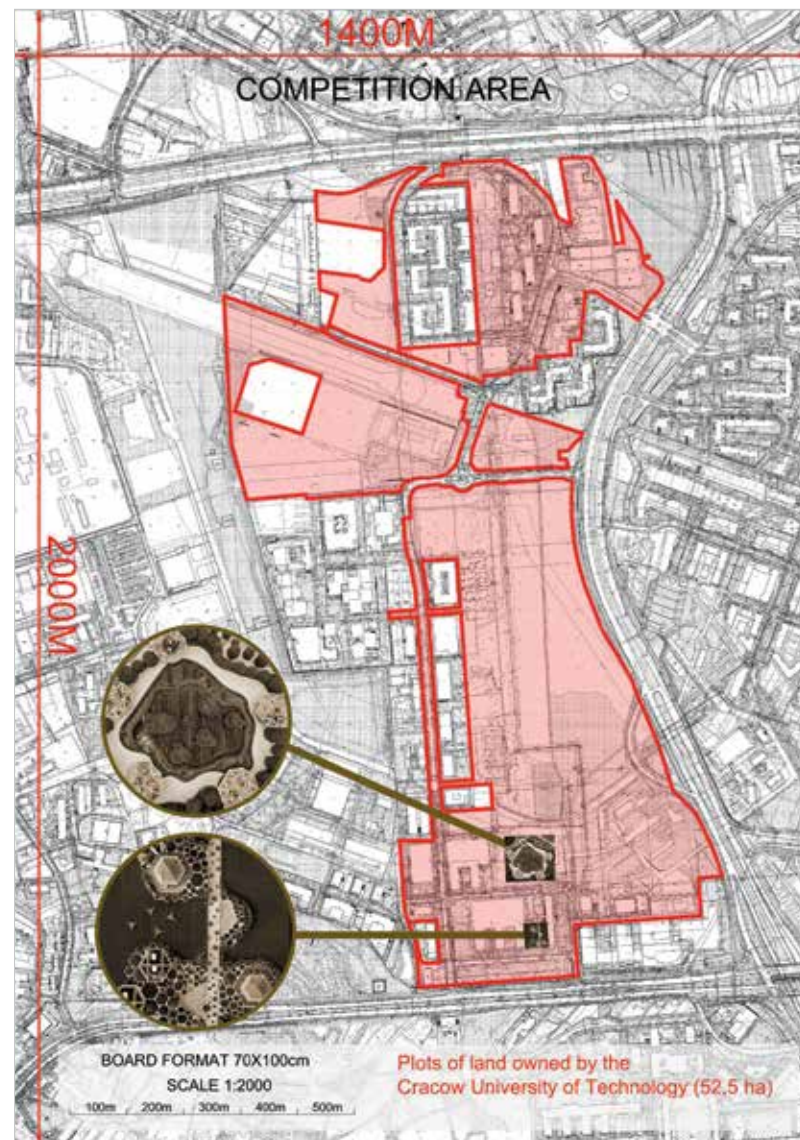 1400M
COMPETITION AREA
2000M
BOARD FORMAT 70X100cm
SCALE 1:2000
100m 200m 300m 400m 500m
Plots of land owned by the
Cracow University of Technology (52,5 ha)